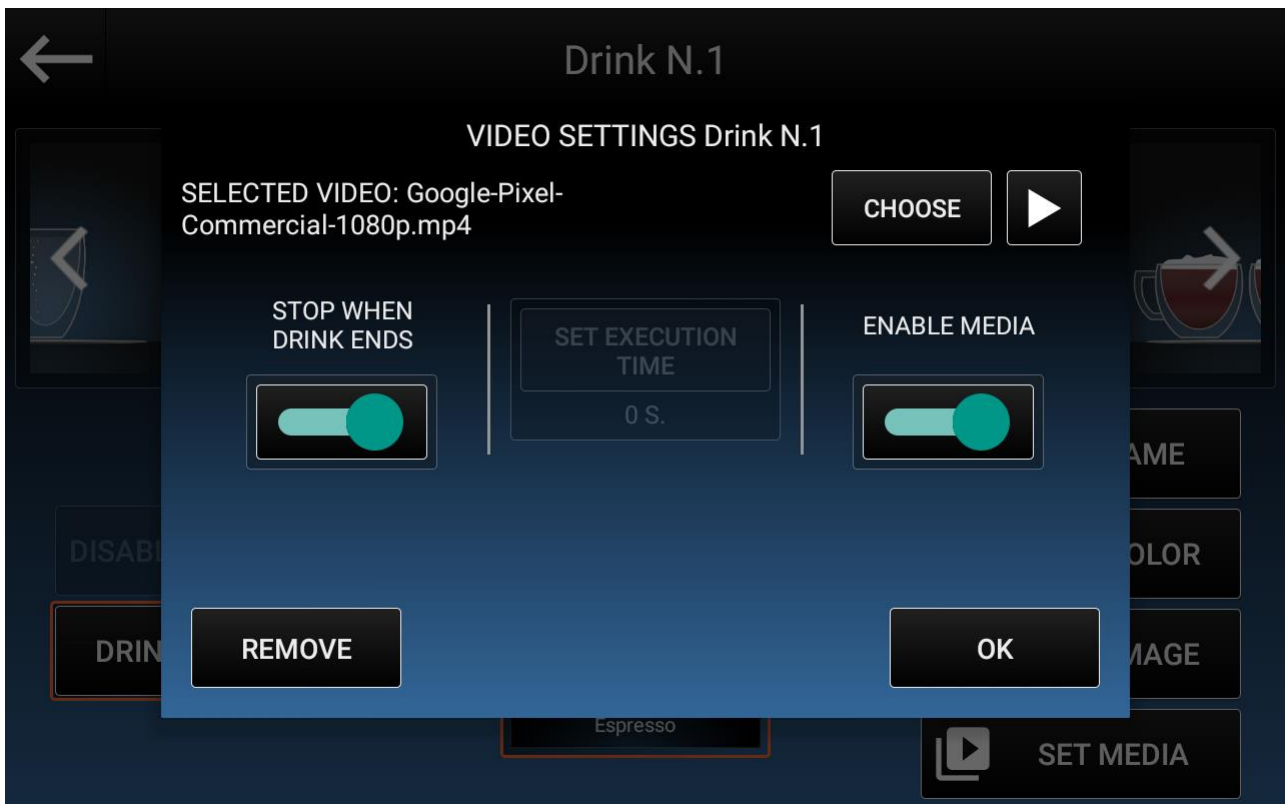 Drink N.1
VIDEO SETTINGS Drink N.1
SELECTED VIDEO: Google-Pixel-
Commercial-1080p.mp4
CHOOSE
STOP WHEN
DRINK ENDS
SET EXECUTION
TIME
0 S.
ENABLE MEDIA
AME
DISABL
OLOR
DRIN
REMOVE
OK
MAGE
Espresso
SET MEDIA